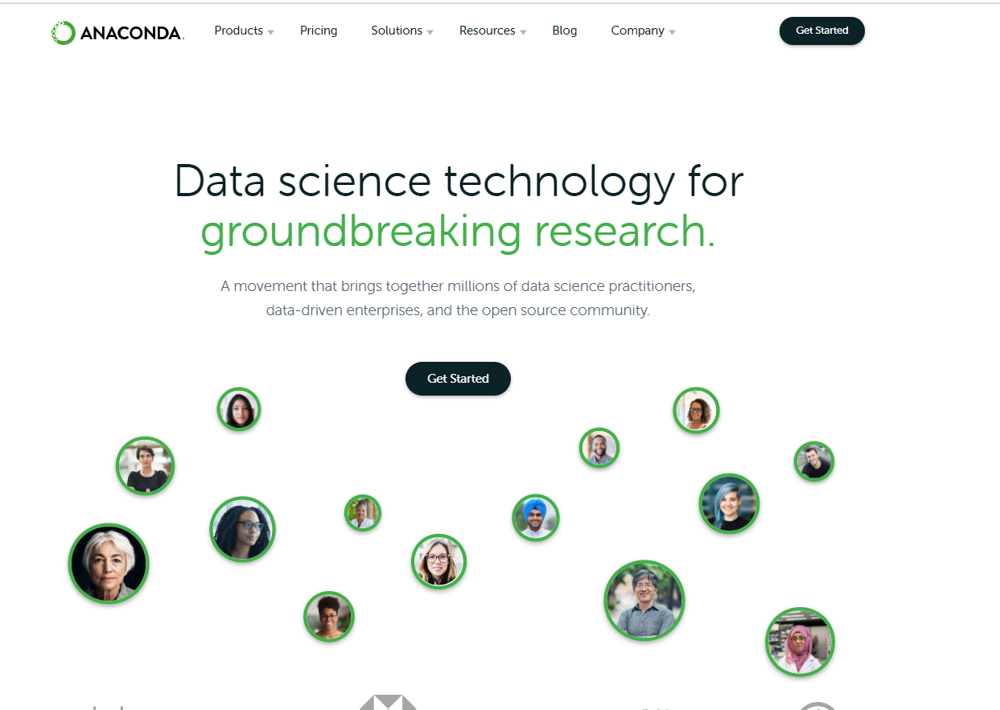 ANACONDA.
Products
Pricing
Solutions
Resources
Blog
Company
Get Started
Data science technology for
groundbreaking research.
A movement that brings together millions of data science practitioners,
data-driven enterprises, and the open source community.
Get Started